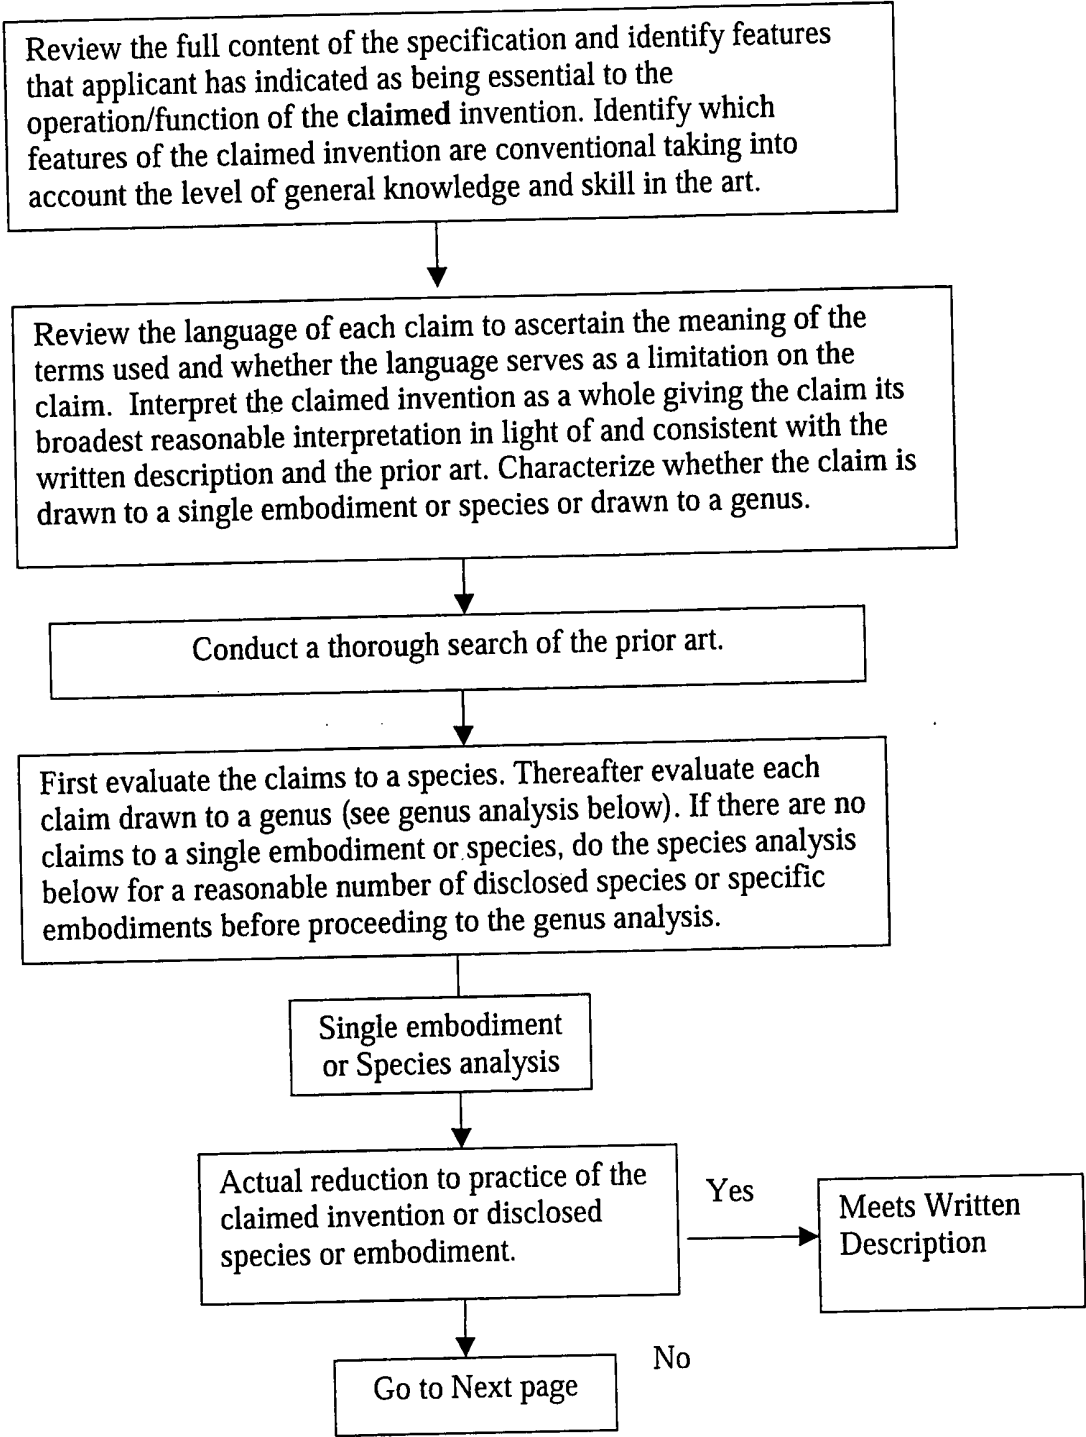 Review the full content of the specification and identify features
that applicant has indicated as being essential to the
operation/function of the claimed invention. Identify which
features of the claimed invention are conventional taking into
account the level of general knowledge and skill in the art.
Review the language of each claim to ascertain the meaning of the
terms used and whether the language serves as a limitation on the
claim. Interpret the claimed invention as a whole giving the claim its
broadest reasonable interpretation in light of and consistent with the
written description and the prior art. Characterize whether the claim is
drawn to a single embodiment or species or drawn to a genus.
Conduct a thorough search of the prior art.
First evaluate the claims to a species. Thereafter evaluate each
claim drawn to a genus (see genus analysis below). If there are no
claims to a single embodiment or species, do the species analysis
below for a reasonable number of disclosed species or specific
embodiments before proceeding to the genus analysis.
Single embodiment
or Species analysis
Actual reduction to practice of the
claimed invention or disclosed
species or embodiment.
Yes
Meets Written
Description
No
Go to Next page